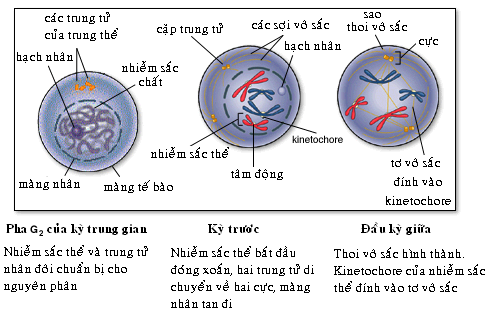 các trung tử
của trung thể
hạch nhân
nhiễm sắc
chất
màng nhân
màng tế bào
cặp trung tử
các sợi vô sắc
hạch nhân
kinetochore
nhiễm sắc thể
tâm động
sao
thoi vô sắc
cực
tơ vô sắc
đính vào
kinetochore
Pha G₂ của kỳ trung gian
Nhiễm sắc thể và trung tử
nhân đôi chuẩn bị cho
nguyên phân
Kỳ trước
Nhiễm sắc thể bắt đầu
đóng xoắn, hai trung tử di
chuyển về hai cực, màng
nhân tan đi
Đầu kỳ giữa
Thoi vô sắc hình thành.
Kinetochore của nhiễm sắc
thể đính vào tơ vô sắc